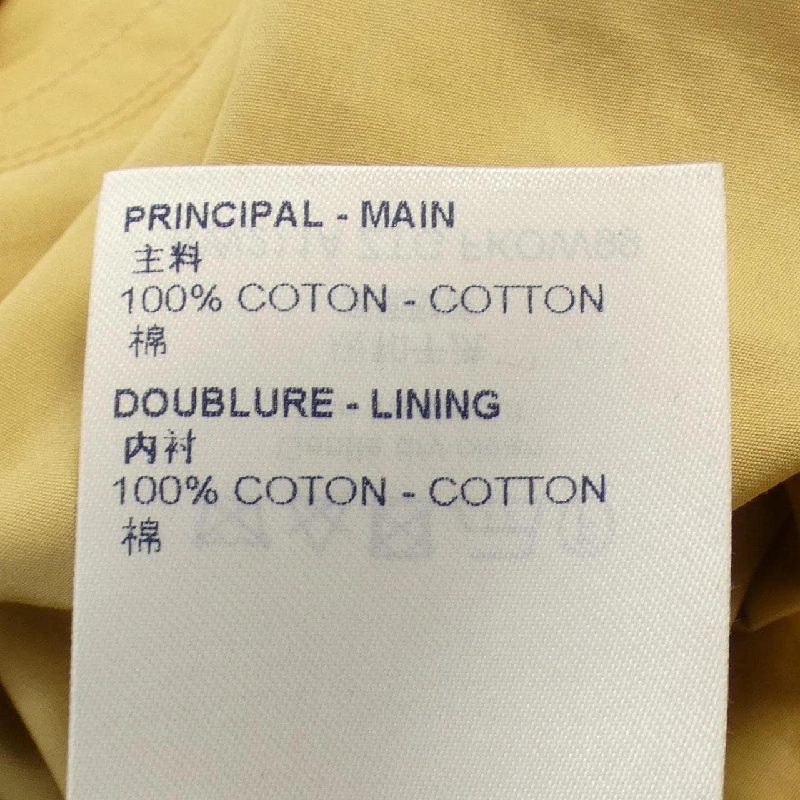 PRINCIPAL - MAIN
主料
100% COTON - COTTON
棉
DOUBLURE - LINING
内衬
100% COTON - COTTON
棉